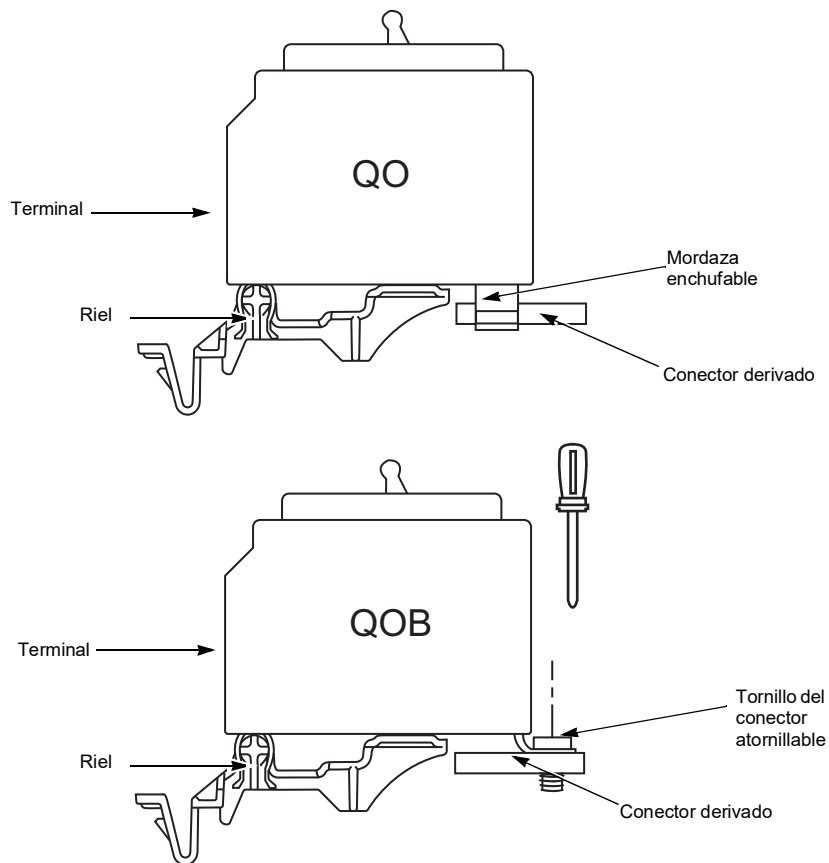 QO
Terminal
Mordaza
enchufable
Riel
Conector derivado
QOB
Terminal
Tornillo del
conector
atornillable
Riel
Conector derivado